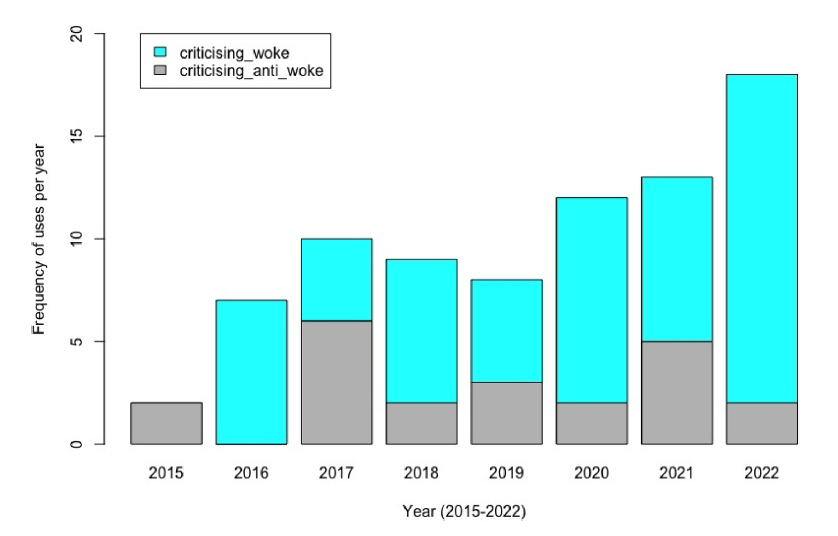 20
criticising_woke
criticising_anti_woke
15
10
5
0
Frequency of uses per year
2015 2016 2017 2018 2019 2020 2021 2022
Year (2015-2022)